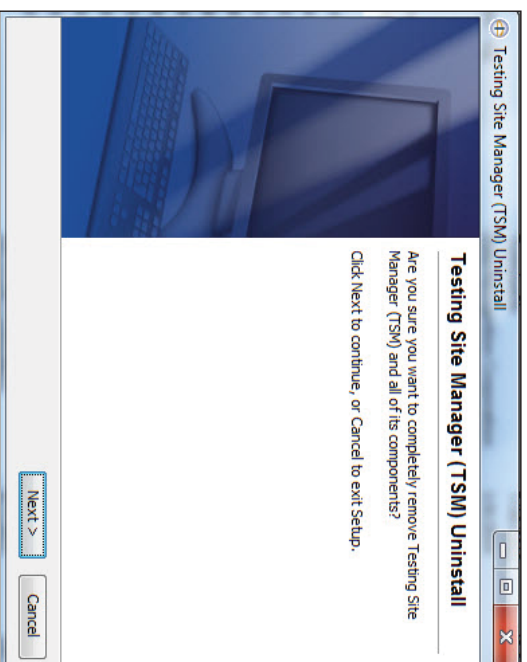 Testing Site Manager (TSM) Uninstall
Testing Site Manager (TSM) Uninstall
Are you sure you want to completely remove Testing Site
Manager (TSM) and all of its components?
Click Next to continue, or Cancel to exit Setup.
Next >
Cancel